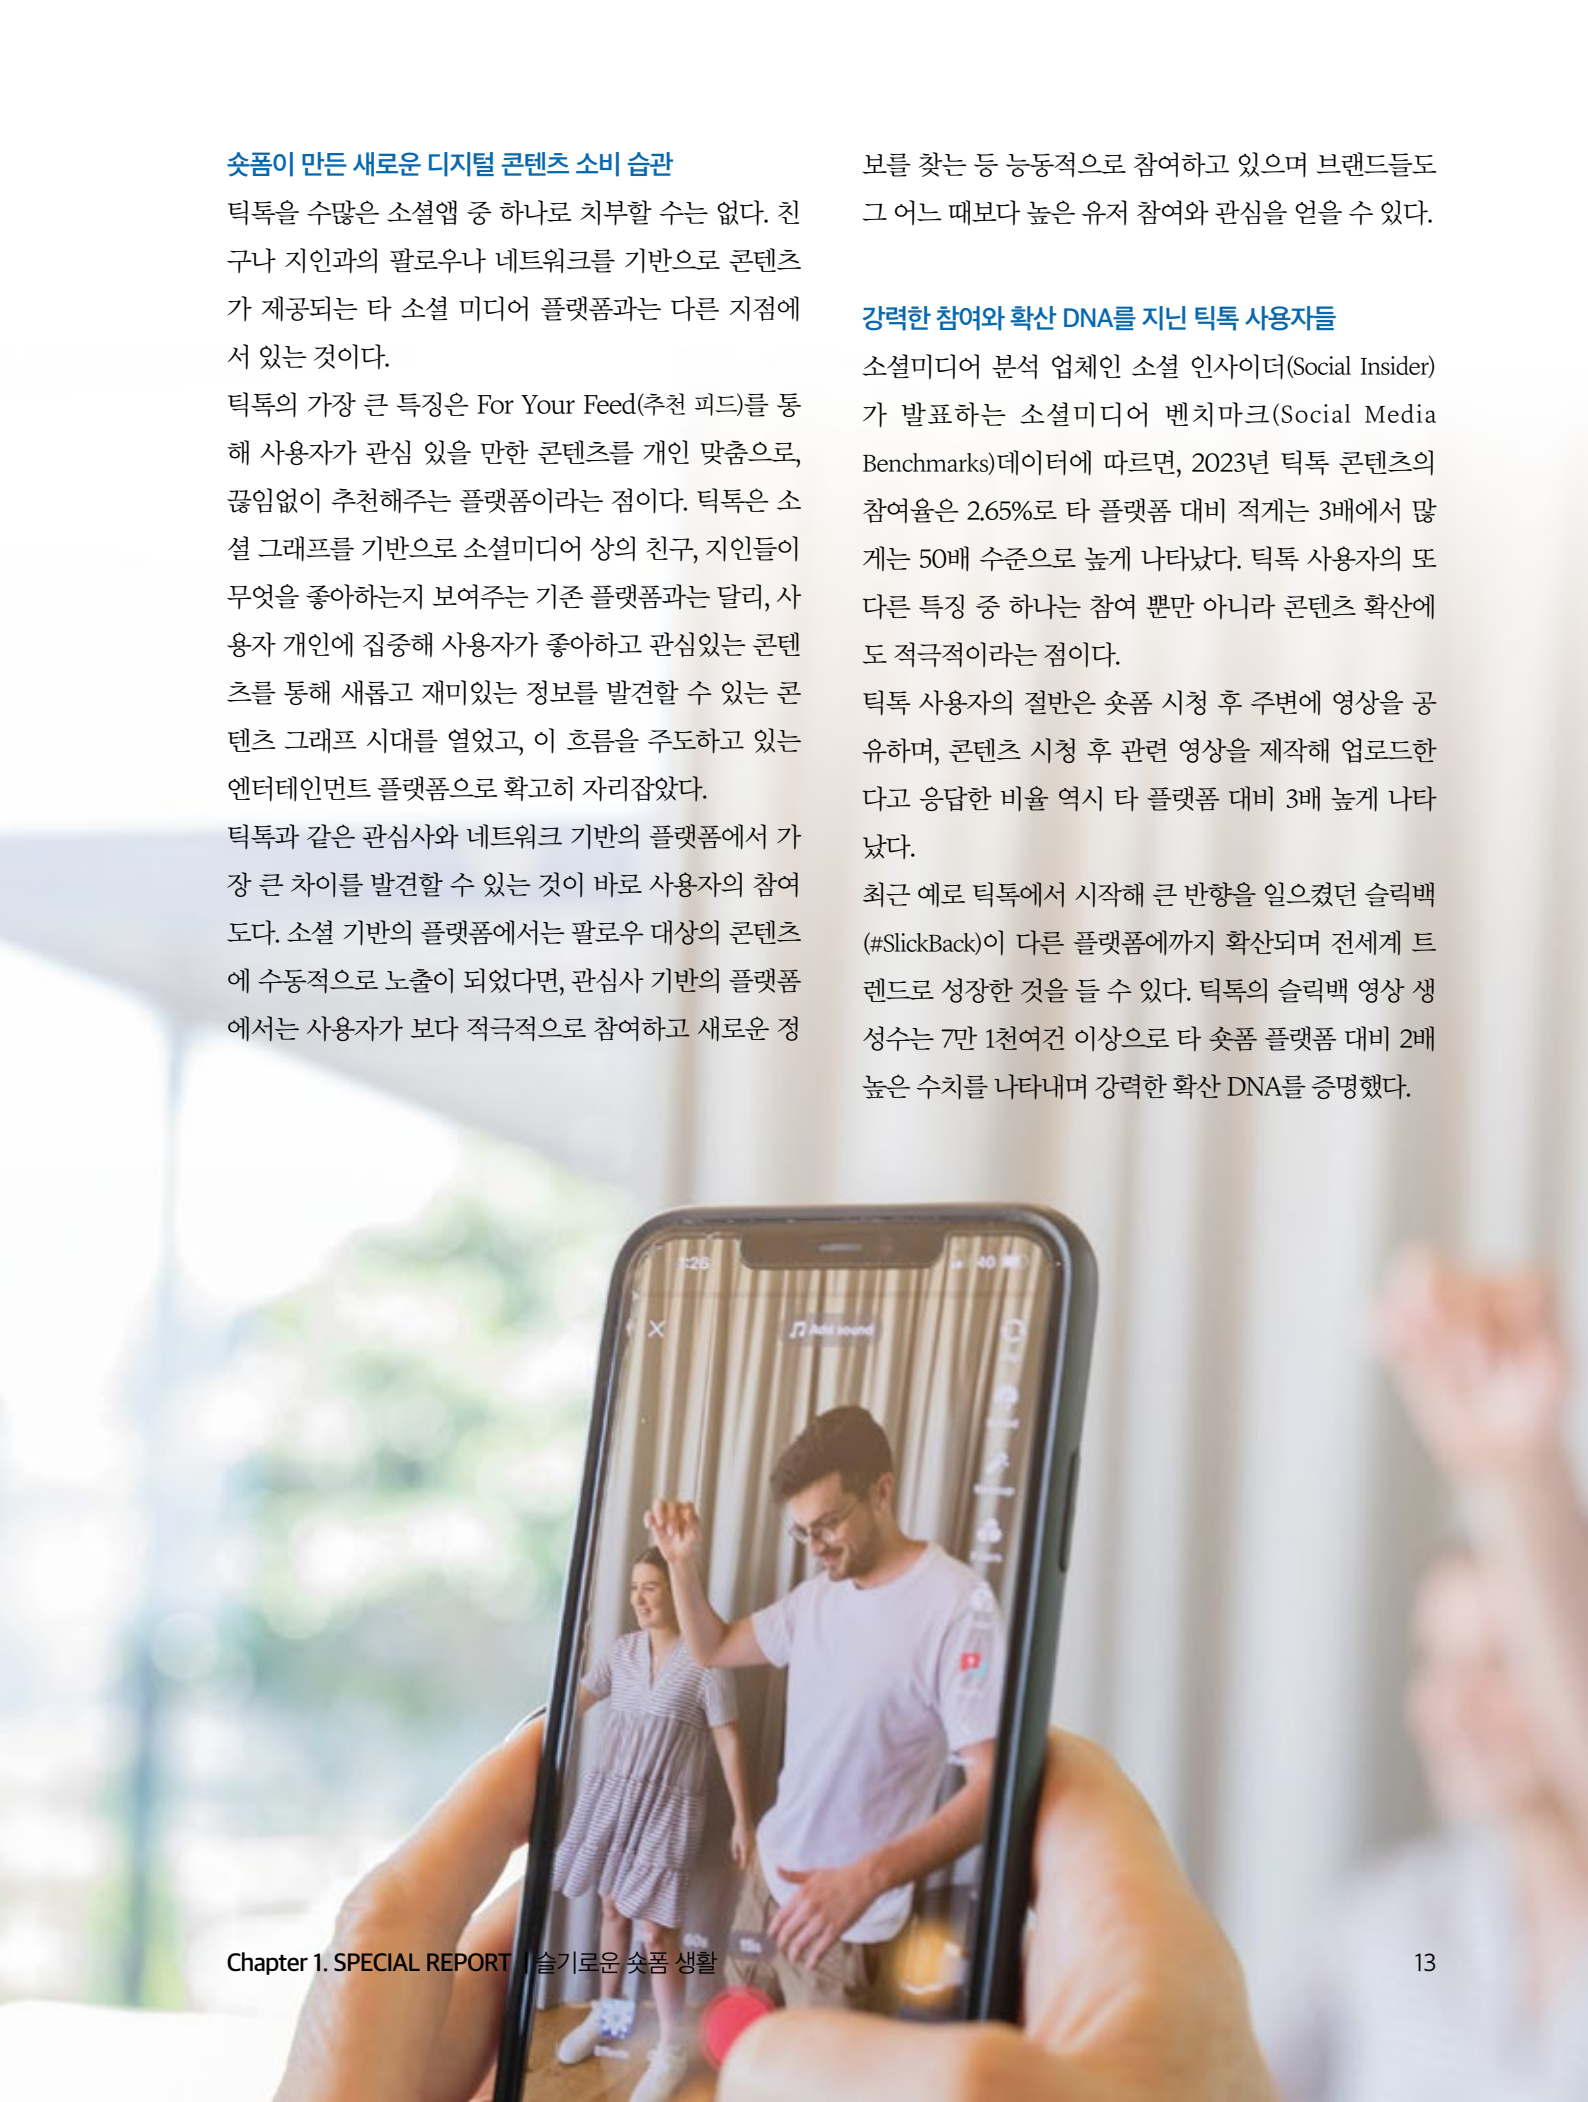 숏폼이 만든 새로운 디지털 콘텐츠 소비 습관
틱톡을 수많은 소셜앱 중 하나로 치부할 수는 없다. 친
구나 지인과의 팔로우나 네트워크를 기반으로 콘텐츠
가 제공되는 타 소셜 미디어 플랫폼과는 다른 지점에
서 있는 것이다.
틱톡의 가장 큰 특징은 For Your Feed(추천 피드)를 통
해 사용자가 관심 있을 만한 콘텐츠를 개인 맞춤으로,
끊임없이 추천해주는 플랫폼이라는 점이다. 틱톡은 소
셜 그래프를 기반으로 소셜미디어 상의 친구, 지인들이
무엇을 좋아하는지 보여주는 기존 플랫폼과는 달리, 사
용자 개인에 집중해 사용자가 좋아하고 관심있는 콘텐
츠를 통해 새롭고 재미있는 정보를 발견할 수 있는 콘
텐츠 그래프 시대를 열었고, 이 흐름을 주도하고 있는
엔터테인먼트 플랫폼으로 확고히 자리잡았다.
틱톡과 같은 관심사와 네트워크 기반의 플랫폼에서 가
장 큰 차이를 발견할 수 있는 것이 바로 사용자의 참여
도다. 소셜 기반의 플랫폼에서는 팔로우 대상의 콘텐츠
에 수동적으로 노출이 되었다면, 관심사 기반의 플랫폼
에서는 사용자가 보다 적극적으로 참여하고 새로운 정
보를 찾는 등 능동적으로 참여하고 있으며 브랜드들도
그 어느 때보다 높은 유저 참여와 관심을 얻을 수 있다.
강력한 참여와 확산 DNA를 지닌 틱톡 사용자들
소셜미디어 분석 업체인 소셜 인사이더(Social Insider)
가 발표하는 소셜미디어 벤치마크(Social Media
Benchmarks)데이터에 따르면, 2023년 틱톡 콘텐츠의
참여율은 2.65%로 타 플랫폼 대비 적게는 3배에서 많
게는 50배 수준으로 높게 나타났다. 틱톡 사용자의 또
다른 특징 중 하나는 참여 뿐만 아니라 콘텐츠 확산에
도 적극적이라는 점이다.
틱톡 사용자의 절반은 숏폼 시청 후 주변에 영상을 공
유하며, 콘텐츠 시청 후 관련 영상을 제작해 업로드한
다고 응답한 비율 역시 타 플랫폼 대비 3배 높게 나타
났다.
최근 예로 틱톡에서 시작해 큰 반향을 일으켰던 슬릭백
(#SlickBack)이 다른 플랫폼에까지 확산되며 전세계 트
렌드로 성장한 것을 들 수 있다. 틱톡의 슬릭백 영상 생
성수는 7만 1천여건 이상으로 타 숏폼 플랫폼 대비 2배
높은 수치를 나타내며 강력한 확산 DNA를 증명했다.
Add sound
Chapter 1. SPECIAL REPORT | 슬기로운 숏폼 생활
13